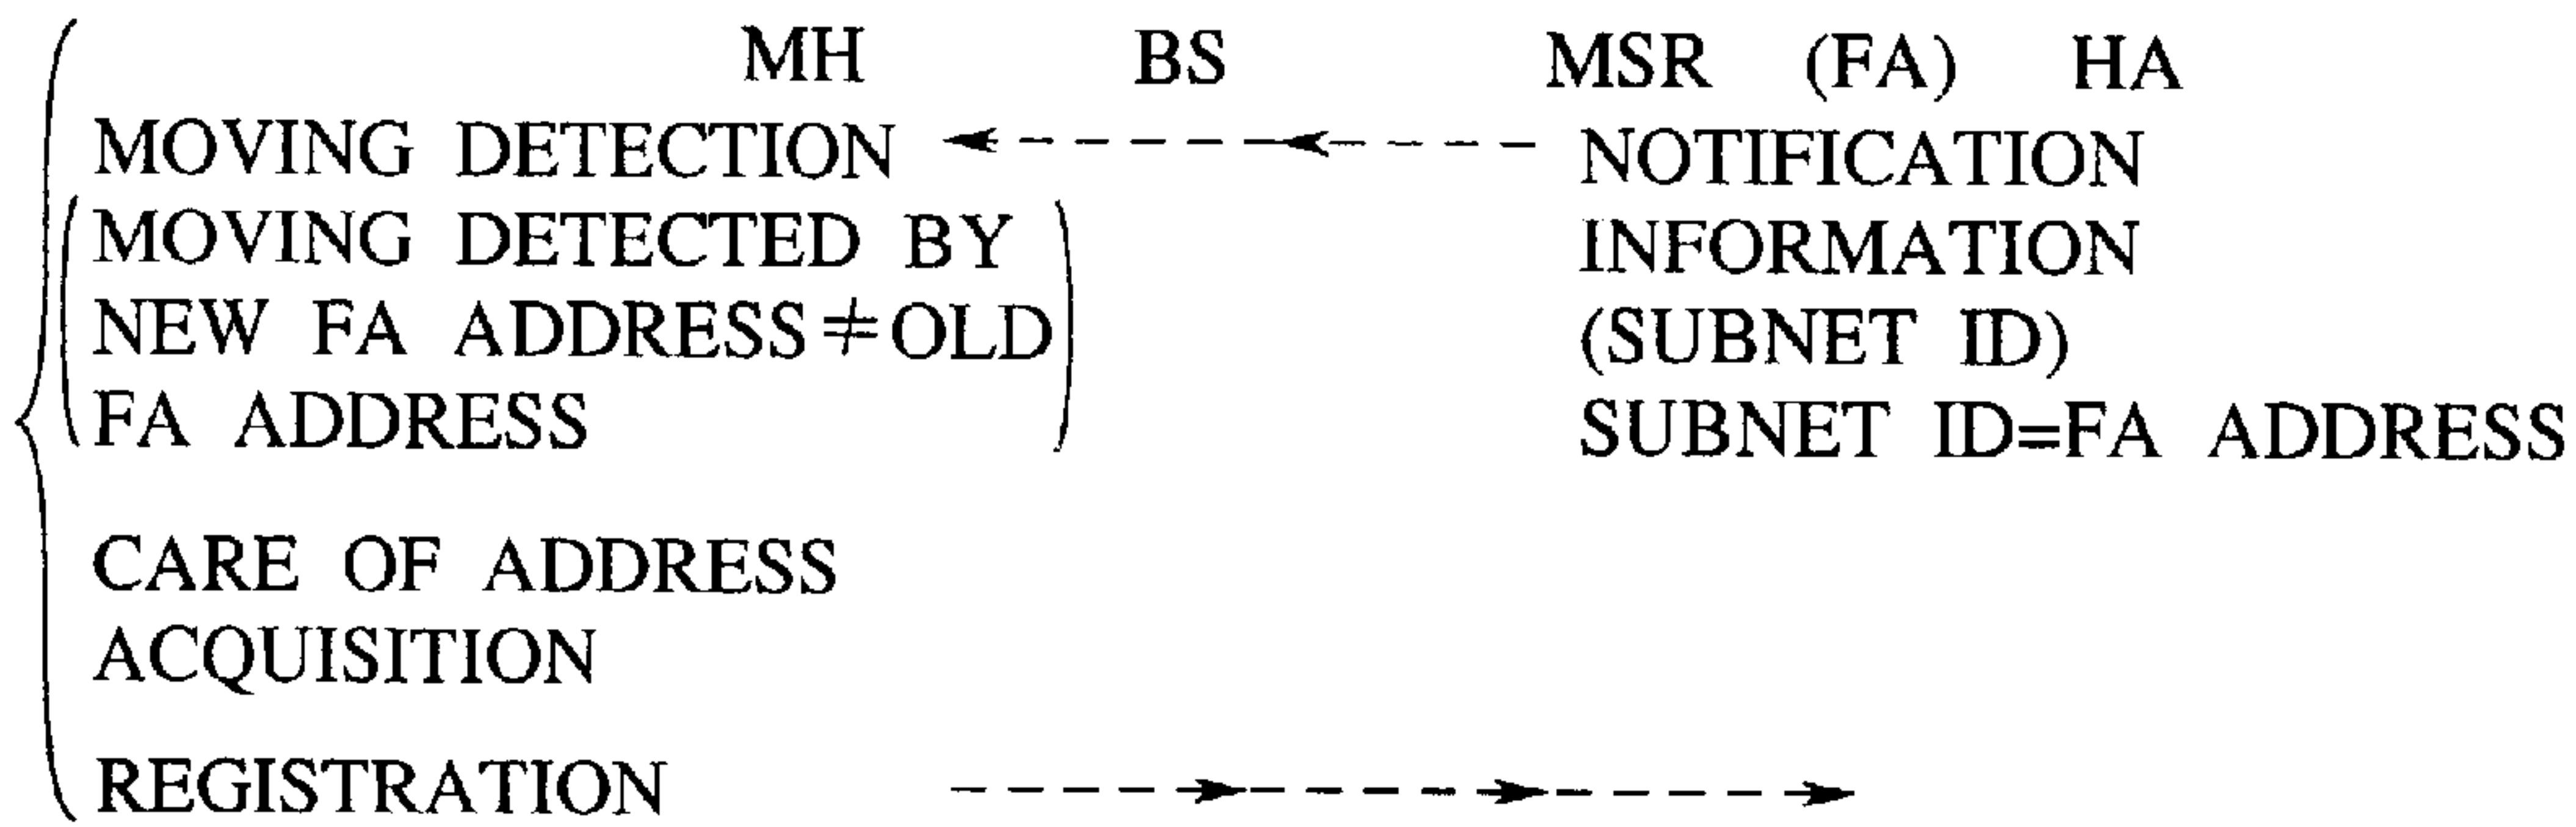 MH BS MSR (FA) HA
MOVING DETECTION NOTIFICATION
MOVING DETECTED BY INFORMATION
NEW FA ADDRESS≠OLD (SUBNET ID)
FA ADDRESS SUBNET ID=FA ADDRESS
CARE OF ADDRESS
ACQUISITION
REGISTRATION